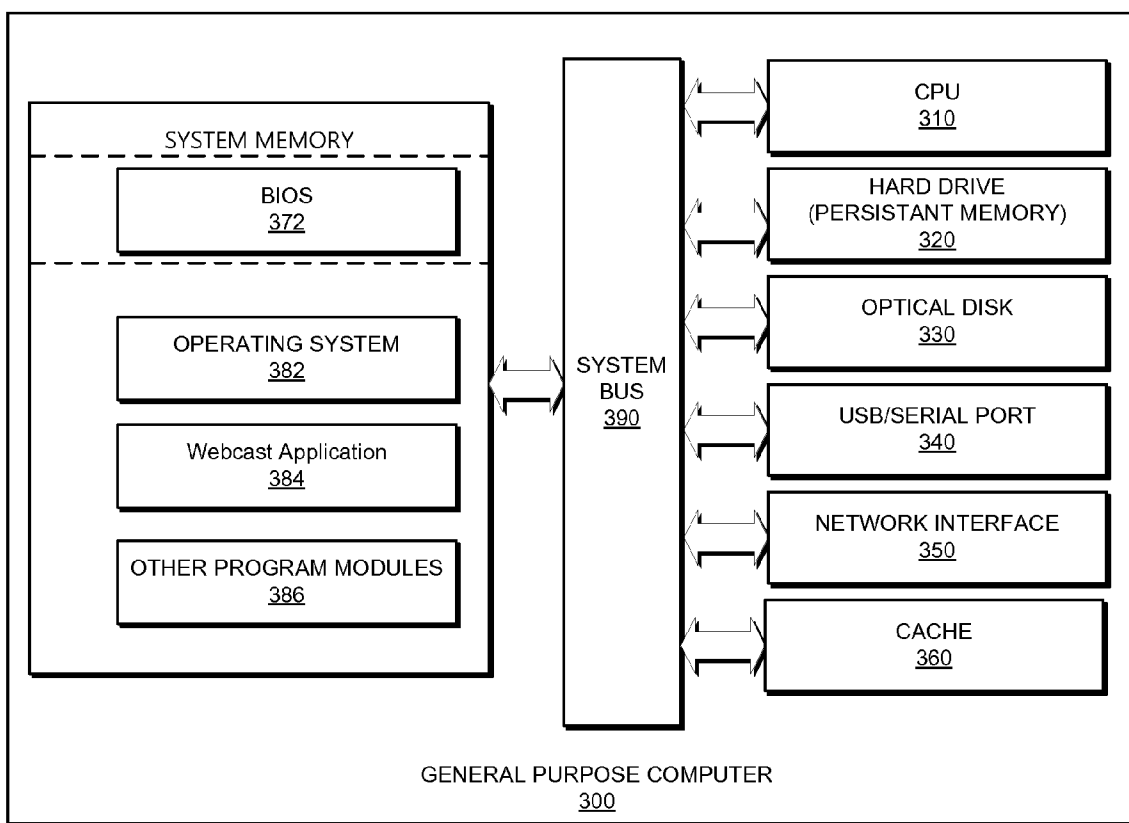 SYSTEM MEMORY
BIOS
372
OPERATING SYSTEM
382
Webcast Application
384
OTHER PROGRAM MODULES
386
SYSTEM
BUS
390
CPU
310
HARD DRIVE
(PERSISTANT MEMORY)
320
OPTICAL DISK
330
USB/SERIAL PORT
340
NETWORK INTERFACE
350
CACHE
360
GENERAL PURPOSE COMPUTER
300